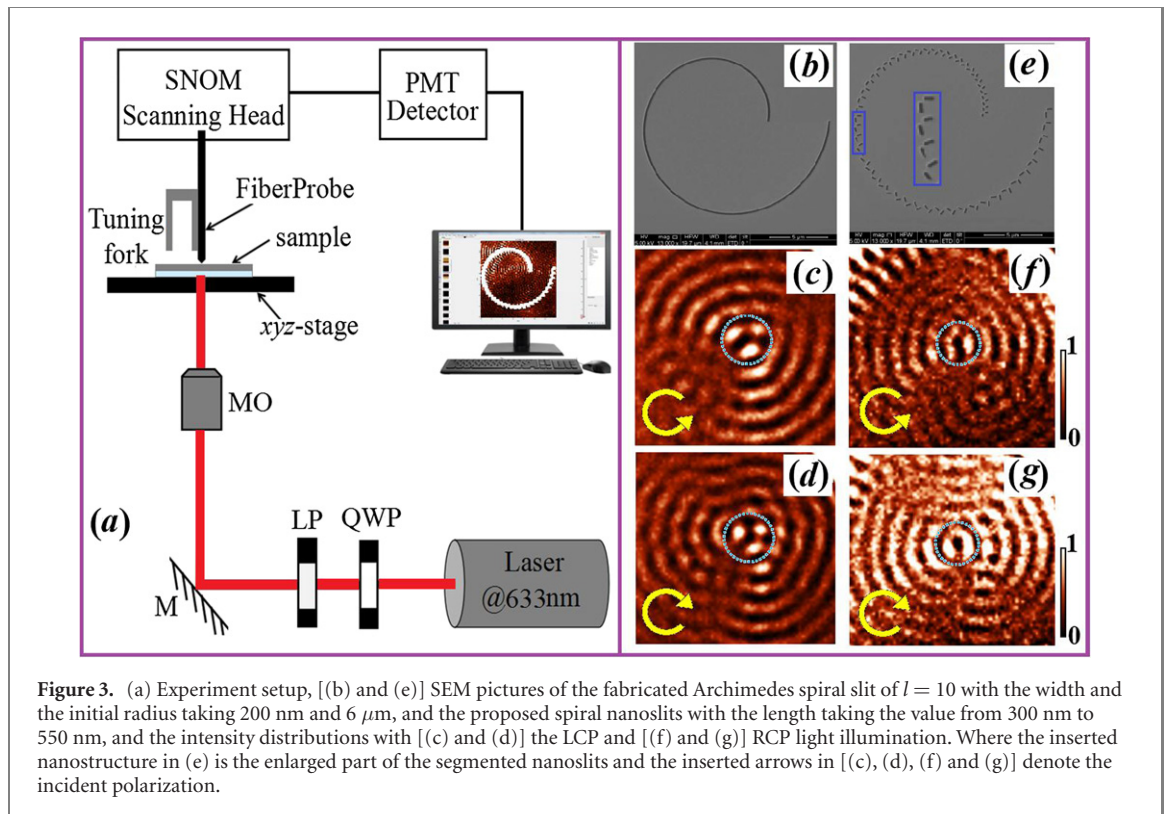 SNOM
Scanning Head
PMT
Detector
FiberProbe
Tuning
fork
sample
xyz-stage
MO
(a)
LP
QWP
M
Laser
@633nm
(b)
(e)
(c)
(f)
1
0
(d)
(g)
1
0
Figure 3. (a) Experiment setup, [(b) and (e)] SEM pictures of the fabricated Archimedes spiral slit of l = 10 with the width and
the initial radius taking 200 nm and 6 μm, and the proposed spiral nanoslits with the length taking the value from 300 nm to
550 nm, and the intensity distributions with [(c) and (d)] the LCP and [(f) and (g)] RCP light illumination. Where the inserted
nanostructure in (e) is the enlarged part of the segmented nanoslits and the inserted arrows in [(c), (d), (f) and (g)] denote the
incident polarization.